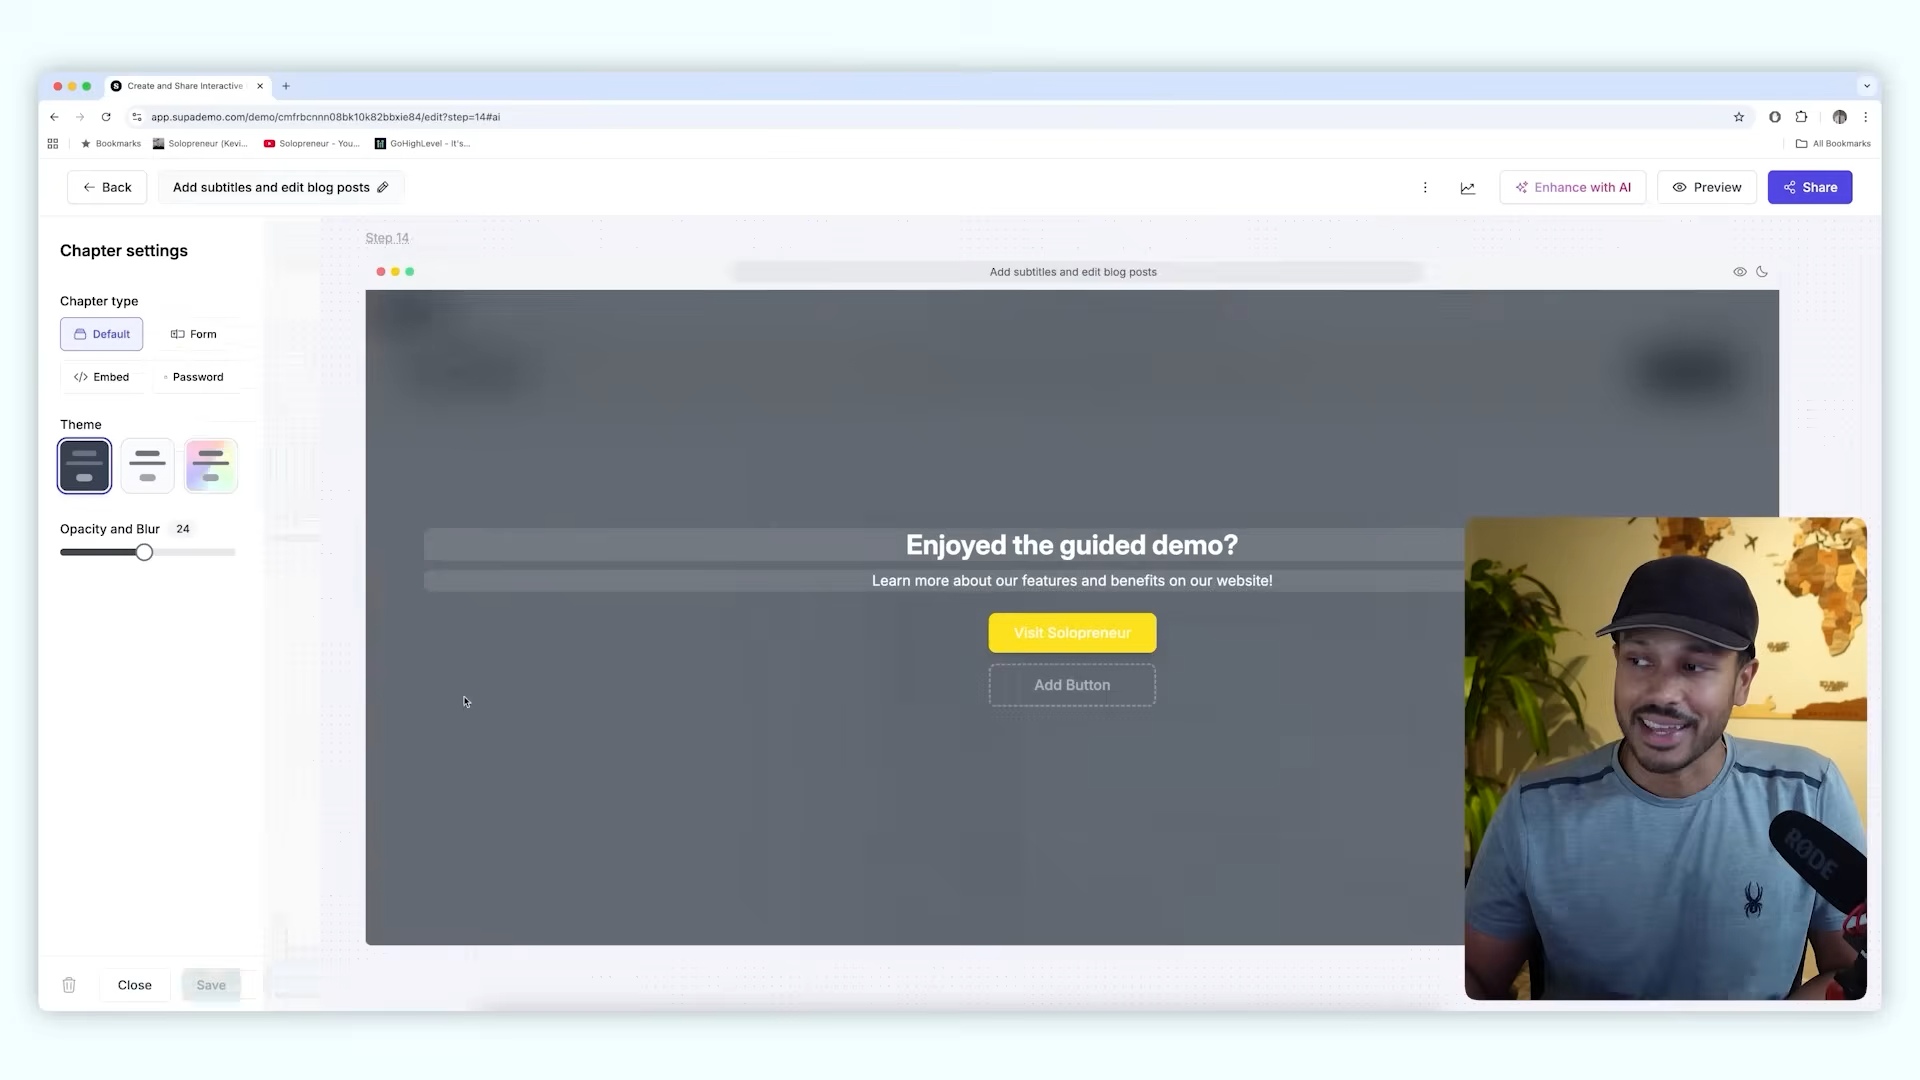 Create and Share Interactive
app.supademo.com/demo/cmfrbcnnn08bk10k82bbxie84/edit?step=14#ai
Bookmarks
Solopreneur (Kevi...
Solopreneur - You...
GoHighLevel - It's...
All Bookmarks
Back
Add subtitles and edit blog posts
Enhance with AI
Preview
Share
Chapter settings
Chapter type
Default
Form
</> Embed
Password
Theme
Opacity and Blur 24
Close
Save
Step 14
Add subtitles and edit blog posts
Enjoyed the guided demo?
Learn more about our features and benefits on our website!
Visit Solopreneur
Add Button
RØDE